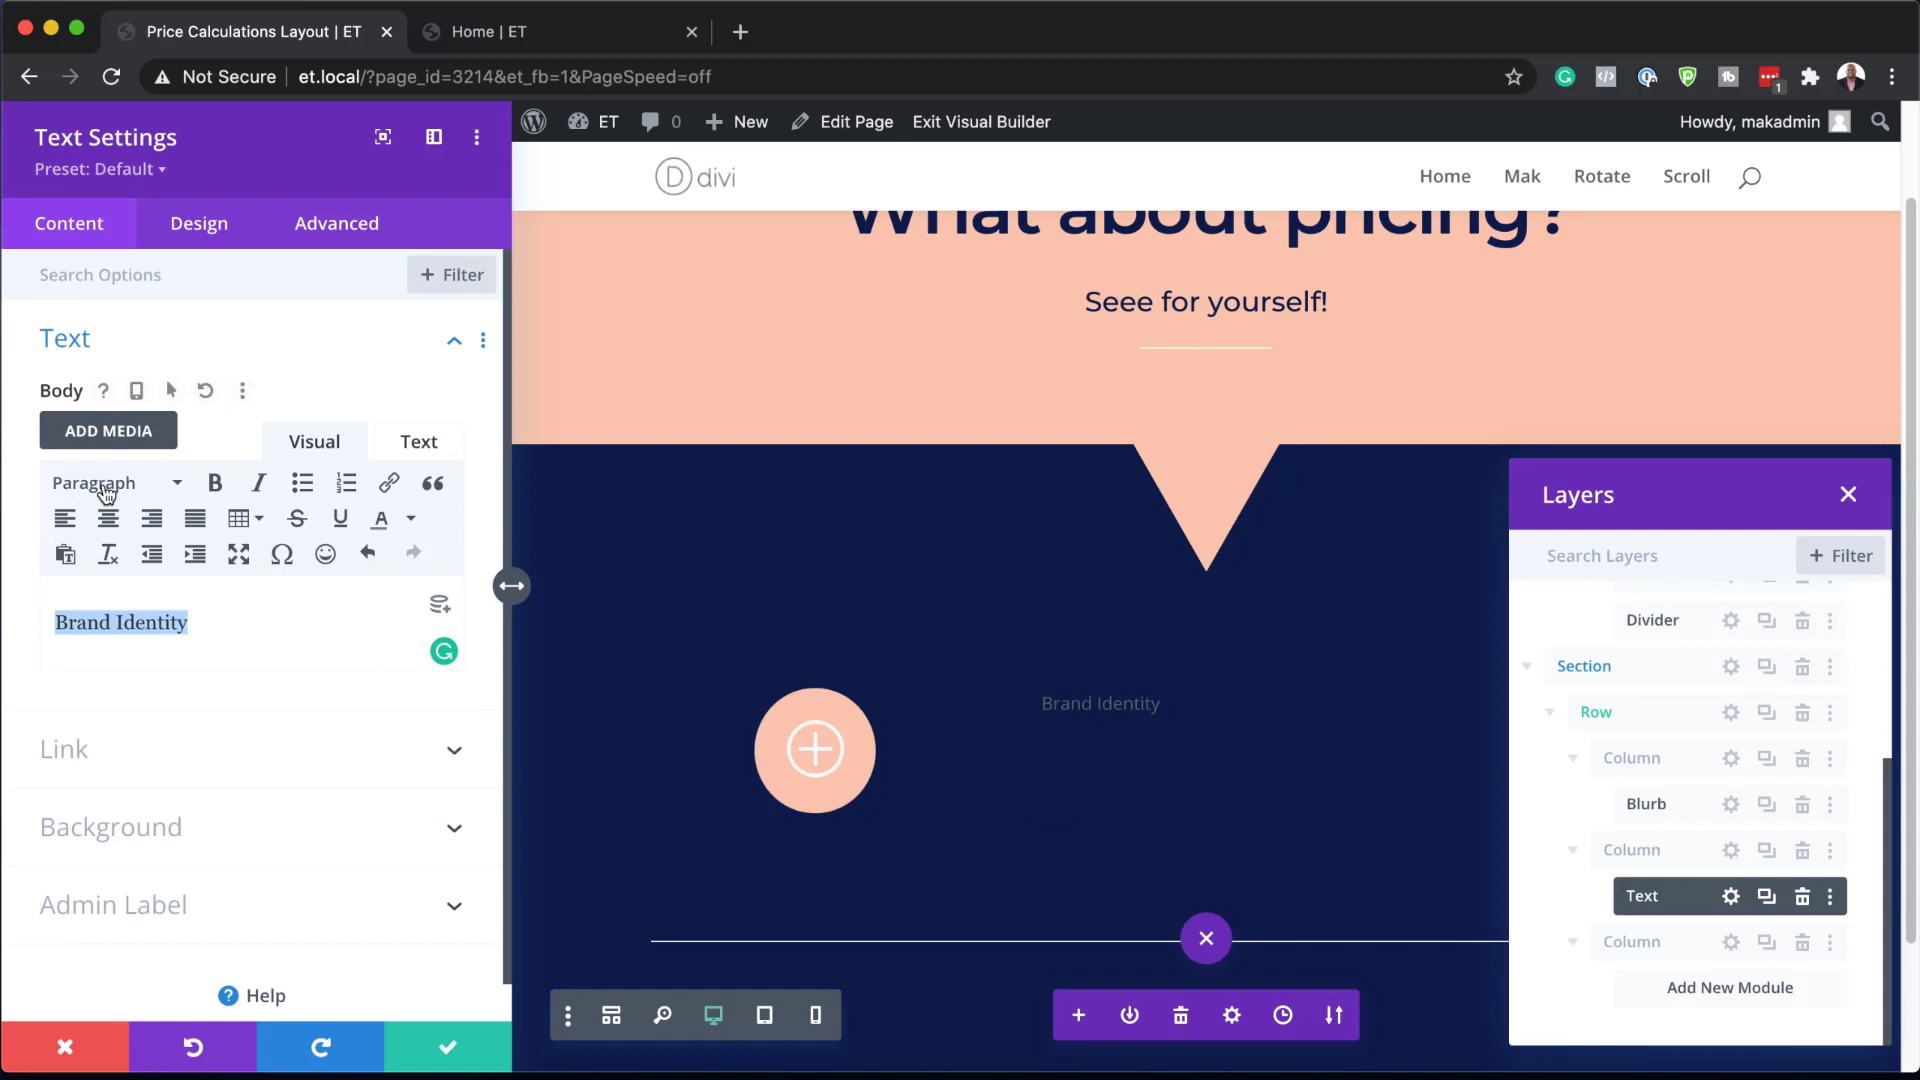 Price Calculations Layout | ET
Home | ET
Not Secure
et.local/?page_id=3214&et_fb=1&PageSpeed=off
1
Text Settings
Preset: Default
Content
Design
Advanced
Search Options
+ Filter
Text
Body
ADD MEDIA
Visual
Text
Paragraph
Brand Identity
Link
Background
Admin Label
Help
ET
0
New
Edit Page
Exit Visual Builder
Howdy, makadmin
divi
Home
Mak
Rotate
Scroll
What about pricing?
Seee for yourself!
Brand Identity
Layers
Search Layers
+ Filter
Divider
Section
Row
Column
Blurb
Column
Text
Column
Add New Module